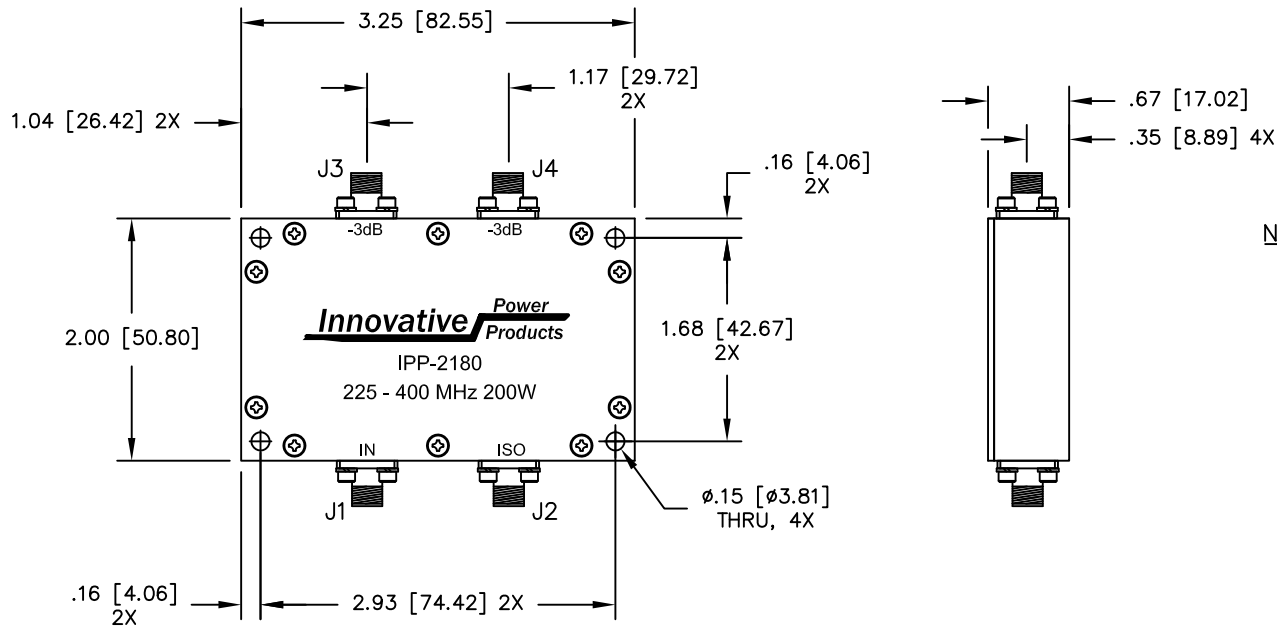 3.25 [82.55]
1.17 [29.72]
2X
1.04 [26.42] 2X
.67 [17.02]
.35 [8.89] 4X
.16 [4.06]
2X
J3
J4
-3dB
-3dB
N
2.00 [50.80]
Innovative Power
Products
IPP-2180
225 - 400 MHz 200W
1.68 [42.67]
2X
IN
ISO
J1
J2
ø.15 [ø3.81]
THRU, 4X
.16 [4.06]
2X
2.93 [74.42] 2X